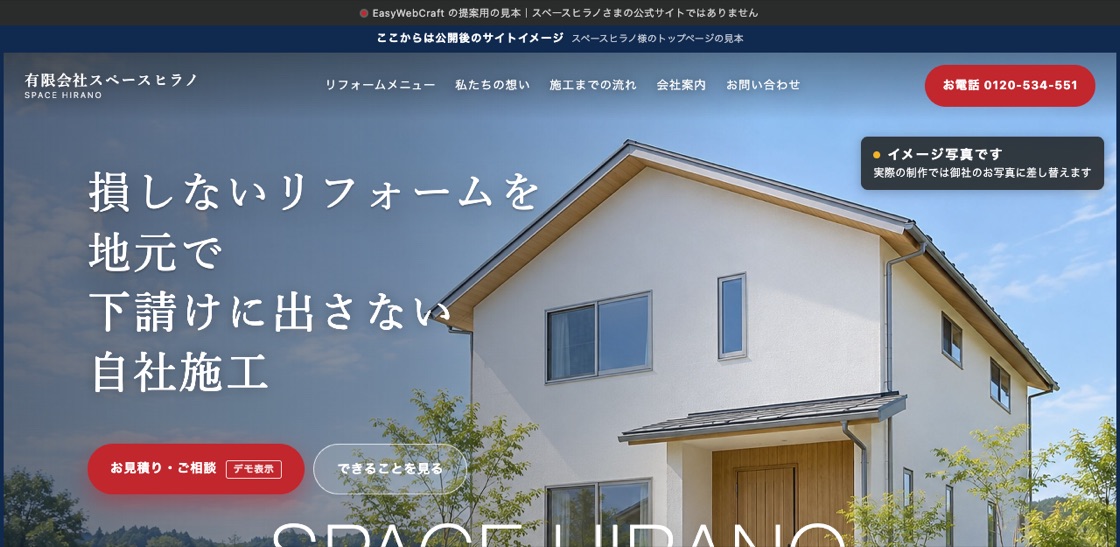 EasyWebCraft の提案用の見本｜スペースヒラノさまの公式サイトではありません
ここからは公開後のサイトイメージ スペースヒラノ様のトップページの見本
有限会社スペースヒラノ
SPACE HIRANO
リフォームメニュー 私たちの想い 施工までの流れ 会社案内 お問い合わせ
お電話 0120-534-551
イメージ写真です
実際の制作では御社のお写真に差し替えます
損しないリフォームを
地元で
下請けに出さない
自社施工
お見積り・ご相談 デモ表示
できることを見る
SPACE HIRANO